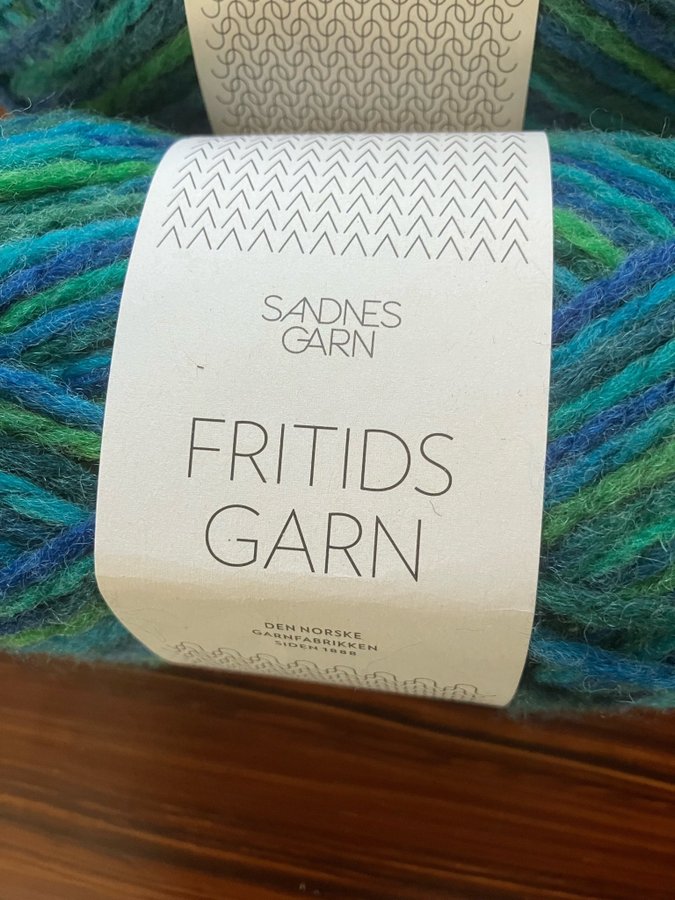 SANDNES
GARN
FRITIDS
GARN
DEN NORSKE
GARNFABRIKKEN
SIDEN 1888